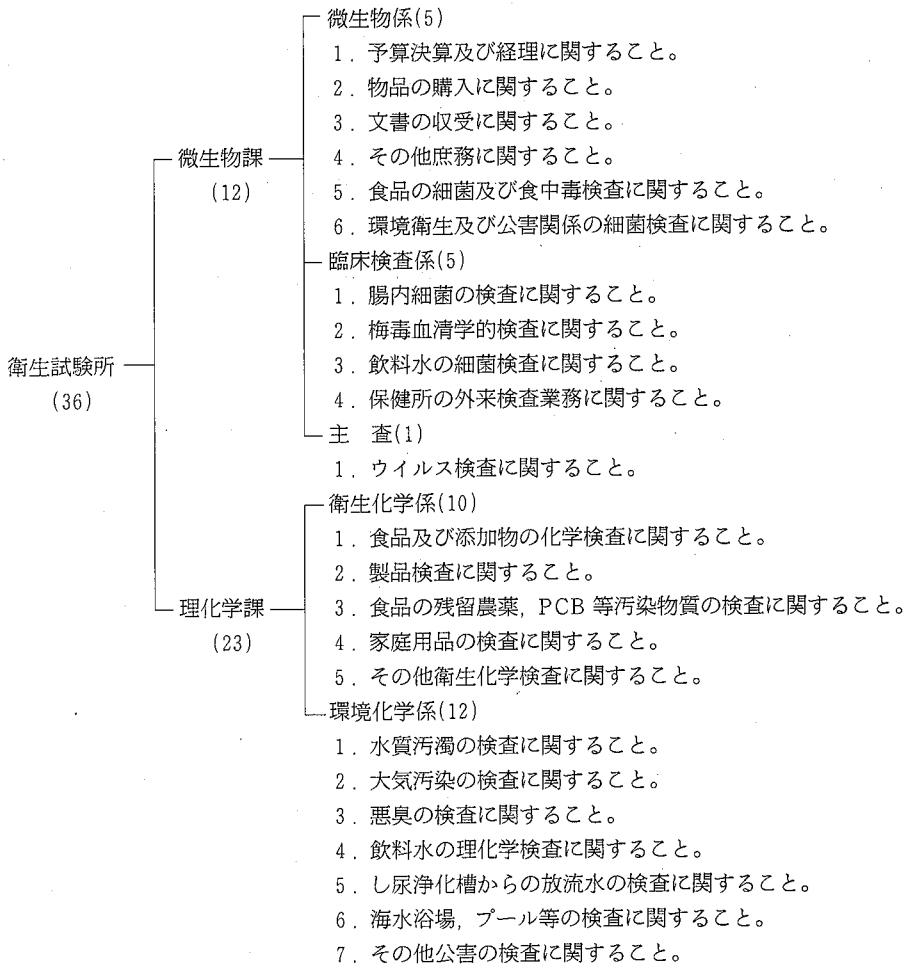 微生物係(5)
1. 予算決算及び経理に関すること。
2. 物品の購入に関すること。
3. 文書の収受に関すること。
微生物課
4. その他庶務に関すること。
(12)
5. 食品の細菌及び食中毒検査に関すること。
6. 環境衛生及び公害関係の細菌検査に関すること。
臨床検査係(5)
1. 腸内細菌の検査に関すること。
2. 梅毒血清学的検査に関すること。
衛生試験所
3. 飲料水の細菌検査に関すること。
(36)
4. 保健所の外来検査業務に関すること。
主 査(1)
1. ウイルス検査に関すること。
衛生化学係(10)
1. 食品及び添加物の化学検査に関すること。
2. 製品検査に関すること。
理化学課
3. 食品の残留農薬, PCB 等汚染物質の検査に関すること。
(23)
4. 家庭用品の検査に関すること。
5. その他衛生化学検査に関すること。
環境化学係(12)
1. 水質汚濁の検査に関すること。
2. 大気汚染の検査に関すること。
3. 悪臭の検査に関すること。
4. 飲料水の理化学検査に関すること。
5. し尿浄化槽からの放流水の検査に関すること。
6. 海水浴場, プール等の検査に関すること。
7. その他公害の検査に関すること。